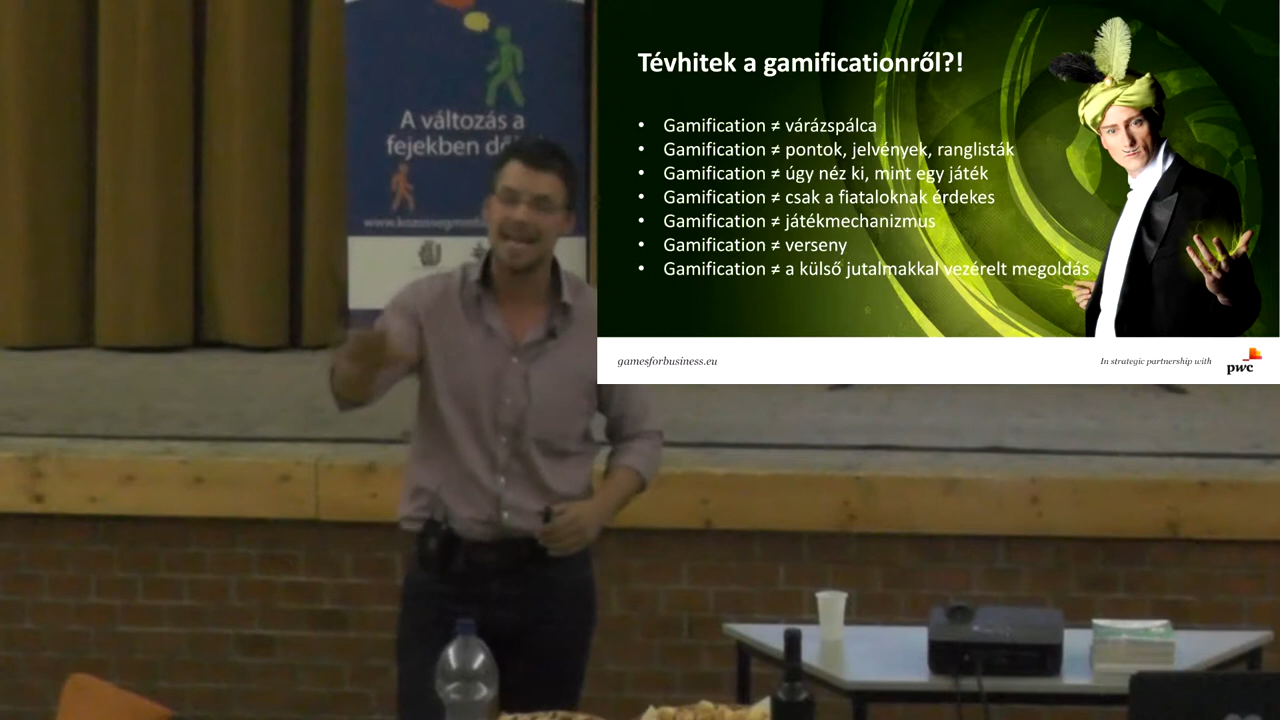 A változás a
fejekben
Tévhitek a gamificationről?!
• Gamification ≠ várázspálca
• Gamification ≠ pontok, jelvények, ranglisták
• Gamification ≠ úgy néz ki, mint egy játék
• Gamification ≠ csak a fiataloknak érdekes
• Gamification ≠ játékmechanizmus
• Gamification ≠ verseny
• Gamification ≠ a külső jutalmakkal vezérelt megoldás
gamesforbusiness.eu
In strategic partnership with
pwc